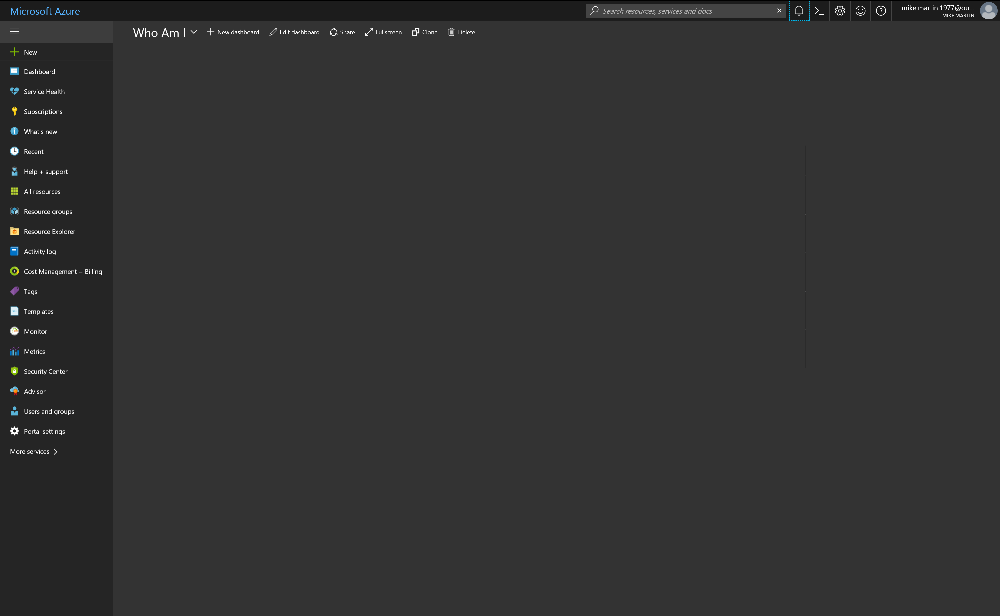 Microsoft Azure
Search resources, services and docs
mike.martin.1977@ou...
MIKE MARTIN
Who Am I
New dashboard
Edit dashboard
Share
Fullscreen
Clone
Delete
New
Dashboard
Service Health
Subscriptions
What's new
Recent
Help + support
All resources
Resource groups
Resource Explorer
Activity log
Cost Management + Billing
Tags
Templates
Monitor
Metrics
Security Center
Advisor
Users and groups
Portal settings
More services